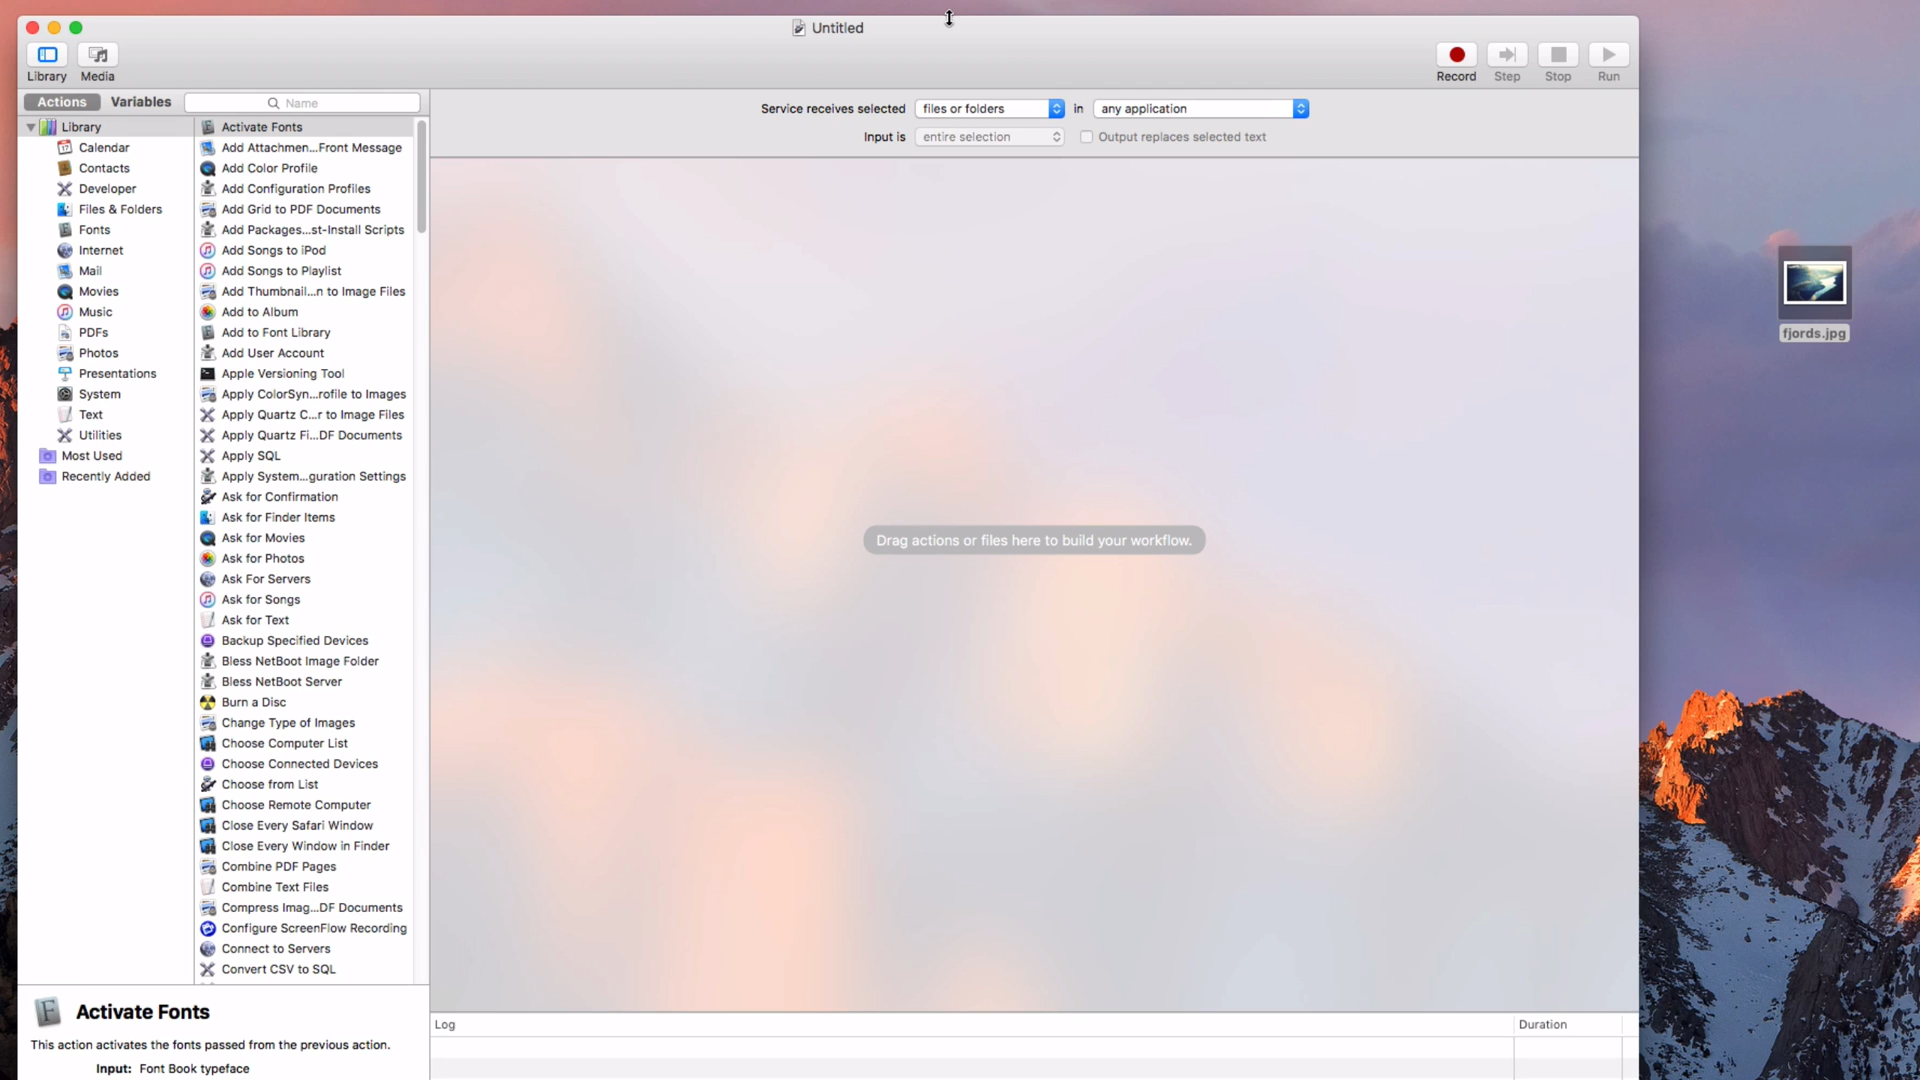 Untitled
Library
Media
Record
Step
Stop
Run
Actions
Variables
Name
Service receives selected
files or folders
in
any application
Input is
entire selection
Output replaces selected text
Library
Calendar
Contacts
Developer
Files & Folders
Fonts
Internet
Mail
Movies
Music
PDFs
Photos
Presentations
System
Text
Utilities
Most Used
Recently Added
Activate Fonts
Add Attachmen...Front Message
Add Color Profile
Add Configuration Profiles
Add Grid to PDF Documents
Add Packages...st-Install Scripts
Add Songs to iPod
Add Songs to Playlist
Add Thumbnail...n to Image Files
Add to Album
Add to Font Library
Add User Account
Apple Versioning Tool
Apply ColorSyn...rofile to Images
Apply Quartz C...r to Image Files
Apply Quartz Fi...DF Documents
Apply SQL
Apply System...guration Settings
Ask for Confirmation
Ask for Finder Items
Ask for Movies
Ask for Photos
Ask For Servers
Ask for Songs
Ask for Text
Backup Specified Devices
Bless NetBoot Image Folder
Bless NetBoot Server
Burn a Disc
Change Type of Images
Choose Computer List
Choose Connected Devices
Choose from List
Choose Remote Computer
Close Every Safari Window
Close Every Window in Finder
Combine PDF Pages
Combine Text Files
Compress Imag...DF Documents
Configure ScreenFlow Recording
Connect to Servers
Convert CSV to SQL
Drag actions or files here to build your workflow.
fjords.jpg
Activate Fonts
This action activates the fonts passed from the previous action.
Input: Font Book typeface
Log
Duration